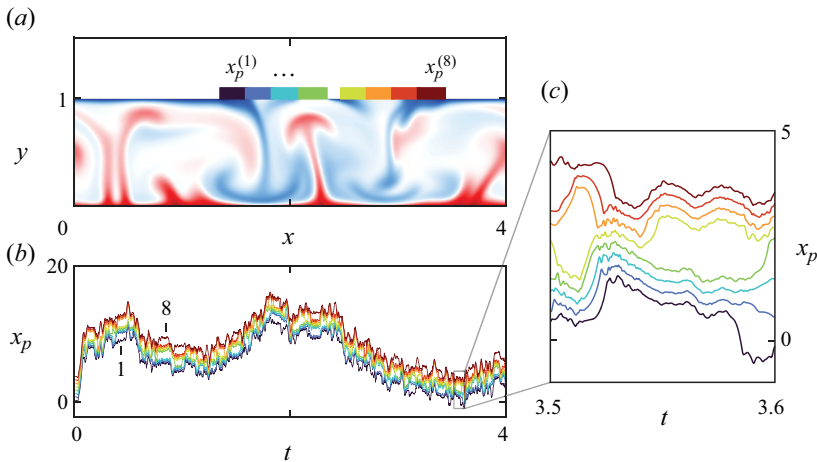 (a)
x_p^(1) ... x_p^(8)
1
y
0 x 4
(b)
20
8
x_p
1
0
0 t 4
(c)
5
x_p
0
3.5 t 3.6